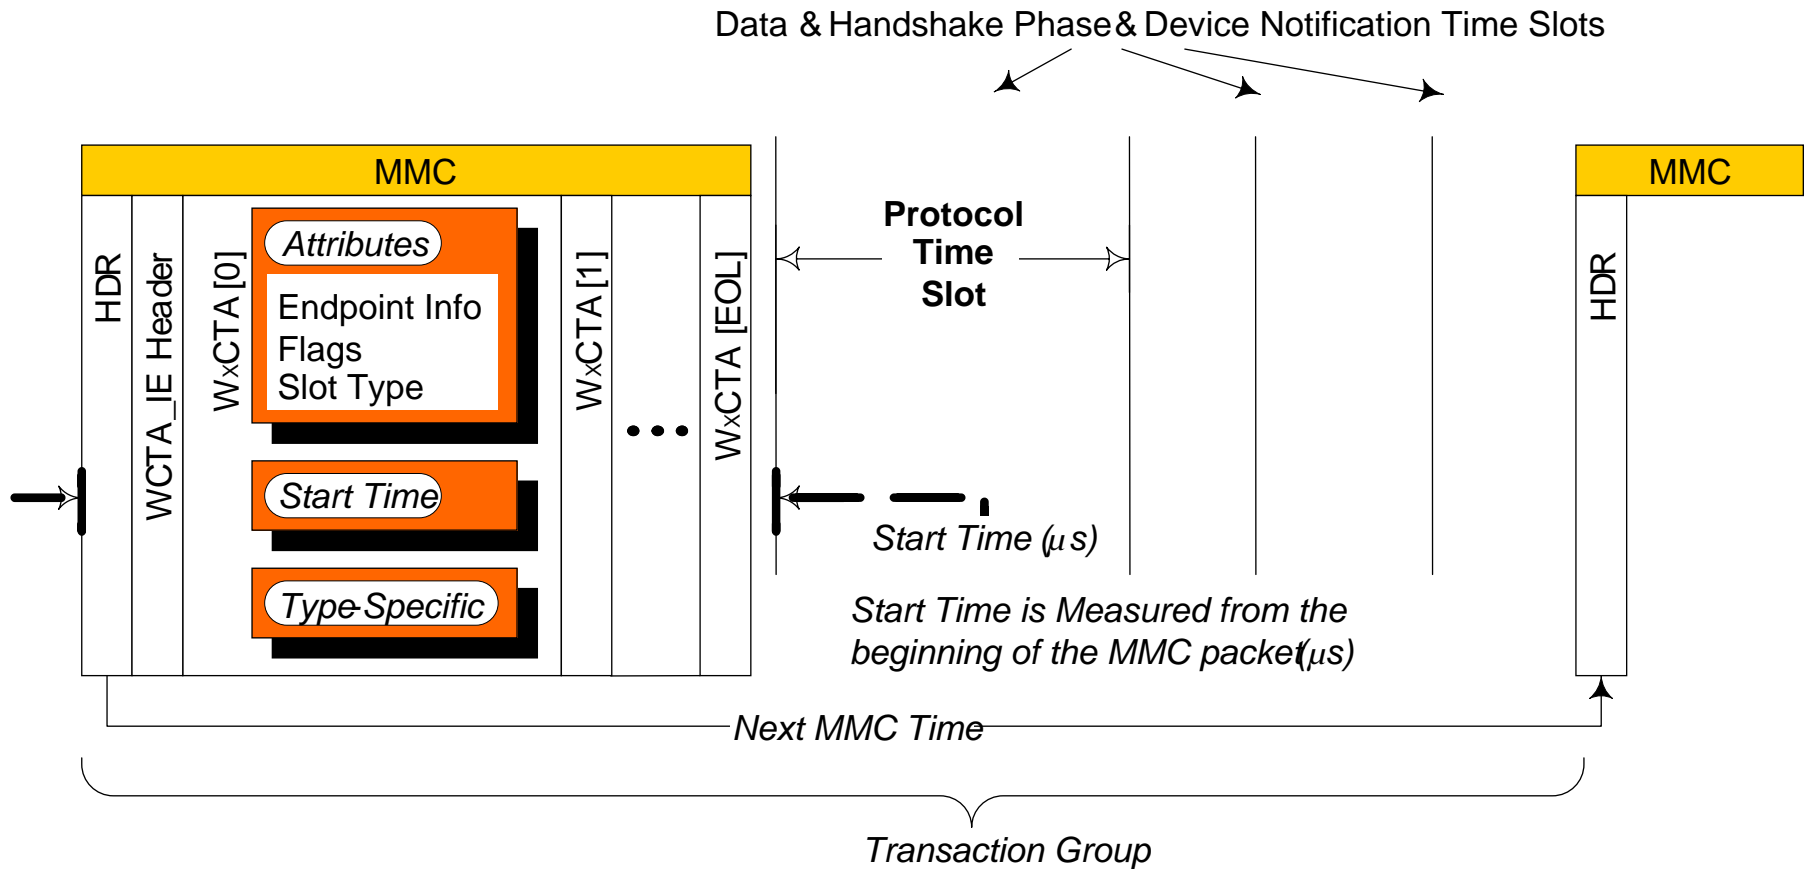 Data & Handshake Phase & Device Notification Time Slots
MMC
MMC
HDR
WCTA_IE Header
WxCTA [0]
Attributes
Endpoint Info
Flags
Slot Type
Start Time
Type-Specific
WxCTA [1]
...
WxCTA [EOL]
Protocol
Time
Slot
HDR
Start Time (μs)
Start Time is Measured from the
beginning of the MMC packet(μs)
Next MMC Time
Transaction Group